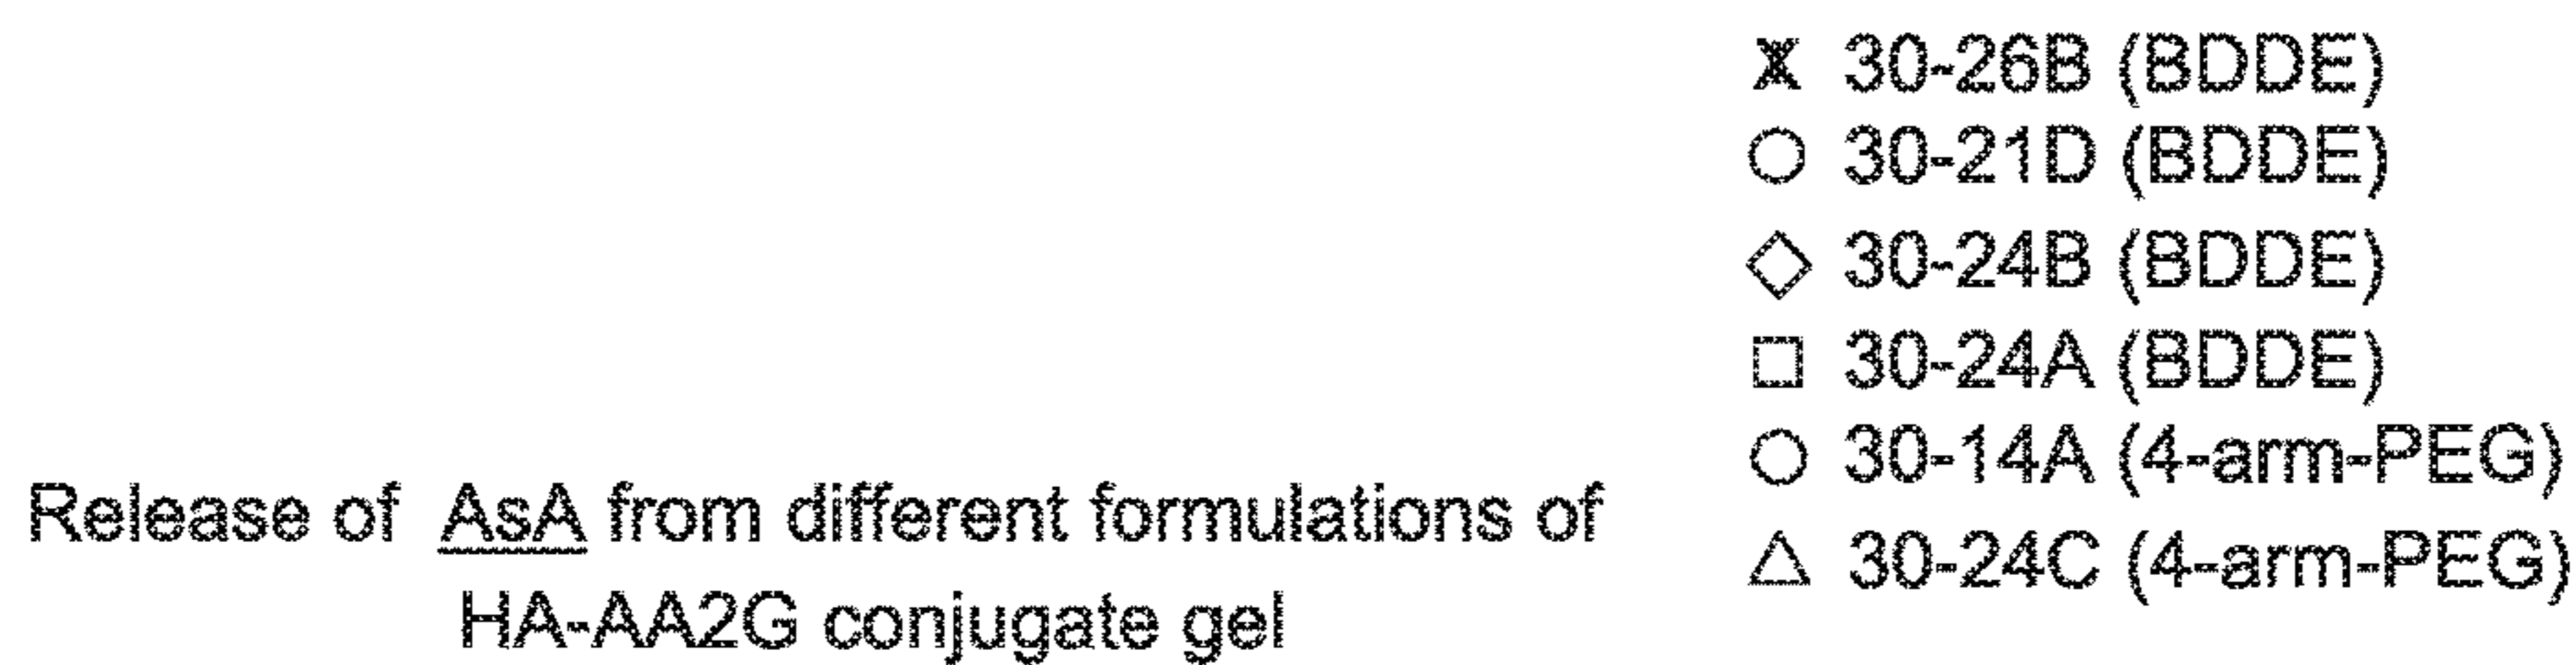 30-26B (BDDE)
30-21D (BDDE)
30-24B (BDDE)
30-24A (BDDE)
30-14A (4-arm-PEG)
30-24C (4-arm-PEG)
Release of AsA from different formulations of
HA-AA2G conjugate gel